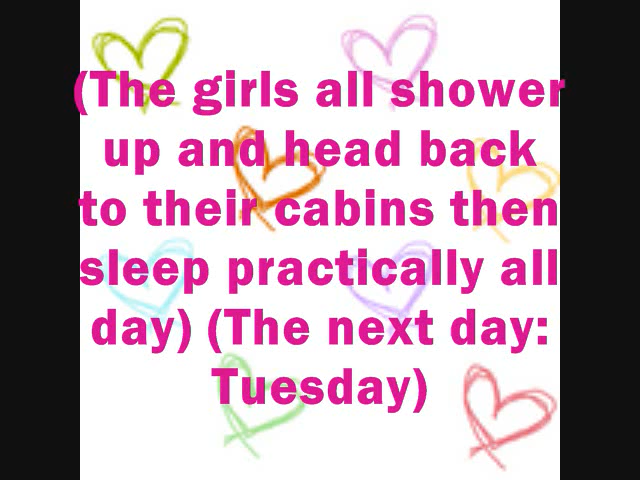 (The girls all shower
up and head back
to their cabins then
sleep practically all
day) (The next day:
Tuesday)